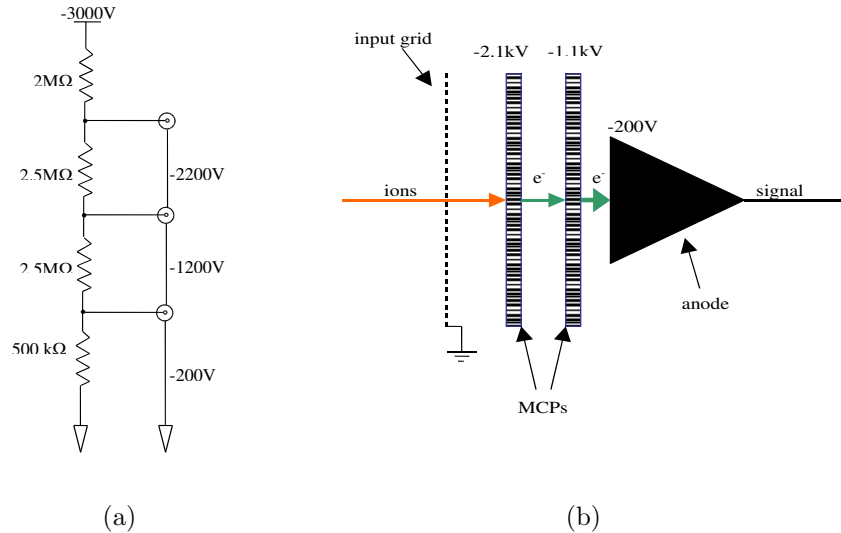 -3000V
2MΩ
2.5MΩ
-2200V
2.5MΩ
-1200V
500 kΩ
-200V
(a)
input grid
-2.1kV
-1.1kV
-200V
ions
e-
e-
signal
anode
MCPs
(b)